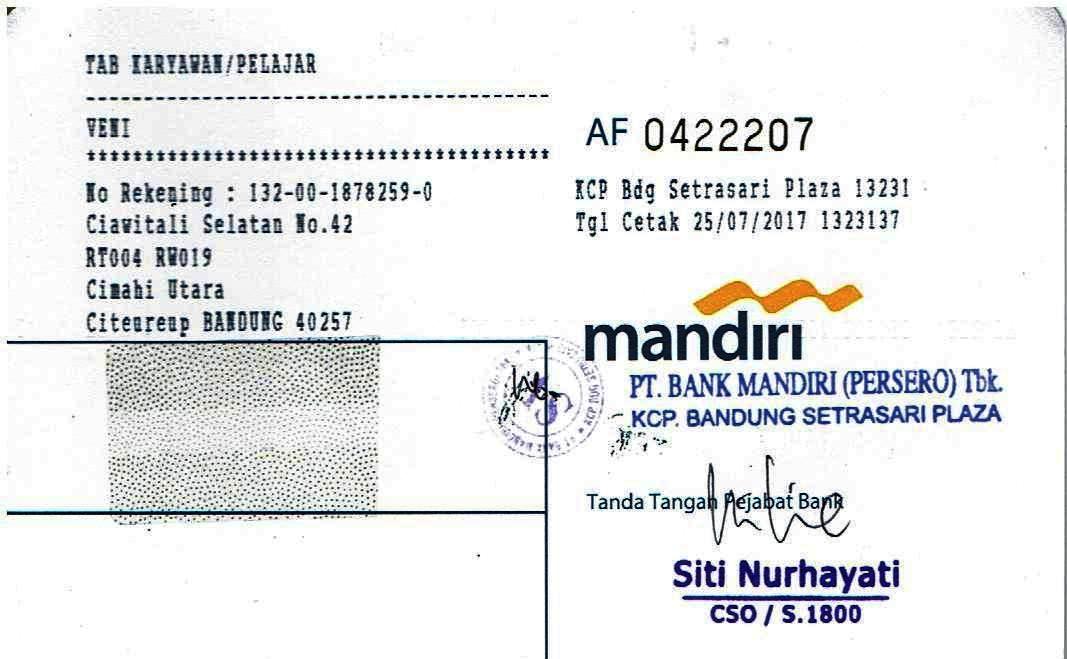 TAB KARYAWAN/PELAJAR
VENI
No Rekening : 132-00-1878259-0
Ciawitali Selatan No.42
RT004 RW019
Cimahi Utara
Citeureup BANDUNG 40257
AF 0422207
KCP Bdg Setrasari Plaza 13231
Tgl Cetak 25/07/2017 1323137
mandiri
PT. BANK MANDIRI (PERSERO) Tbk.
KCP. BANDUNG SETRASARI PLAZA
Tanda Tangan Pejabat Bank
Siti Nurhayati
CSO / S.1800